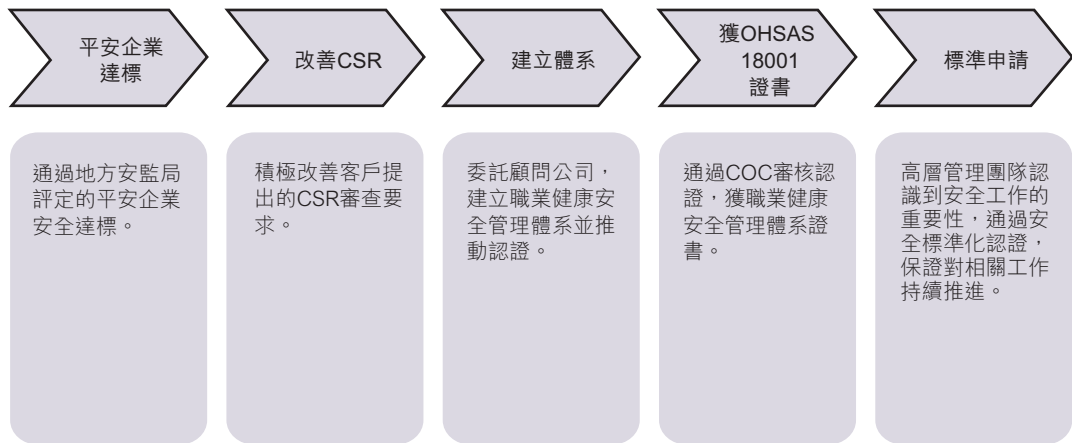 平安企業
達標
改善CSR
建立體系
獲OHSAS
18001
證書
標準申請
通過地方安監局
評定的平安企業
安全達標。
積極改善客戶提
出的CSR審查要
求。
委託顧問公司，
建立職業健康安
全管理體系並推
動認證。
通過COC審核認
證，獲職業健康
安全管理體系證
書。
高層管理團隊認
識到安全工作的
重要性，通過安
全標準化認證，
保證對相關工作
持續推進。